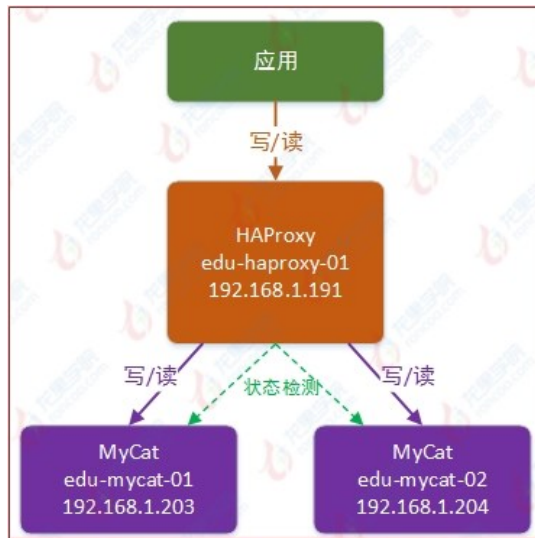 应用
写/读
HAProxy
edu-haproxy-01
192.168.1.191
写/读
状态检测
写/读
MyCat
edu-mycat-01
192.168.1.203
MyCat
edu-mycat-02
192.168.1.204